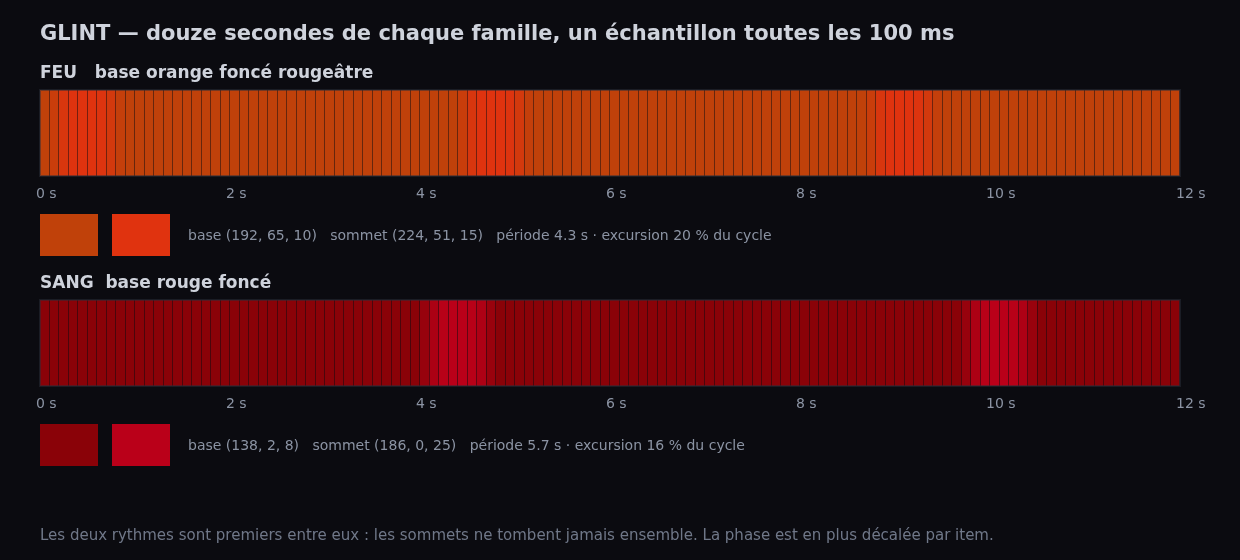 GLINT — douze secondes de chaque famille, un échantillon toutes les 100 ms
FEU base orange foncé rougeâtre
0 s 2 s 4 s 6 s 8 s 10 s 12 s
base (192, 65, 10) sommet (224, 51, 15) période 4.3 s · excursion 20 % du cycle
SANG base rouge foncé
0 s 2 s 4 s 6 s 8 s 10 s 12 s
base (138, 2, 8) sommet (186, 0, 25) période 5.7 s · excursion 16 % du cycle
Les deux rythmes sont premiers entre eux : les sommets ne tombent jamais ensemble. La phase est en plus décalée par item.